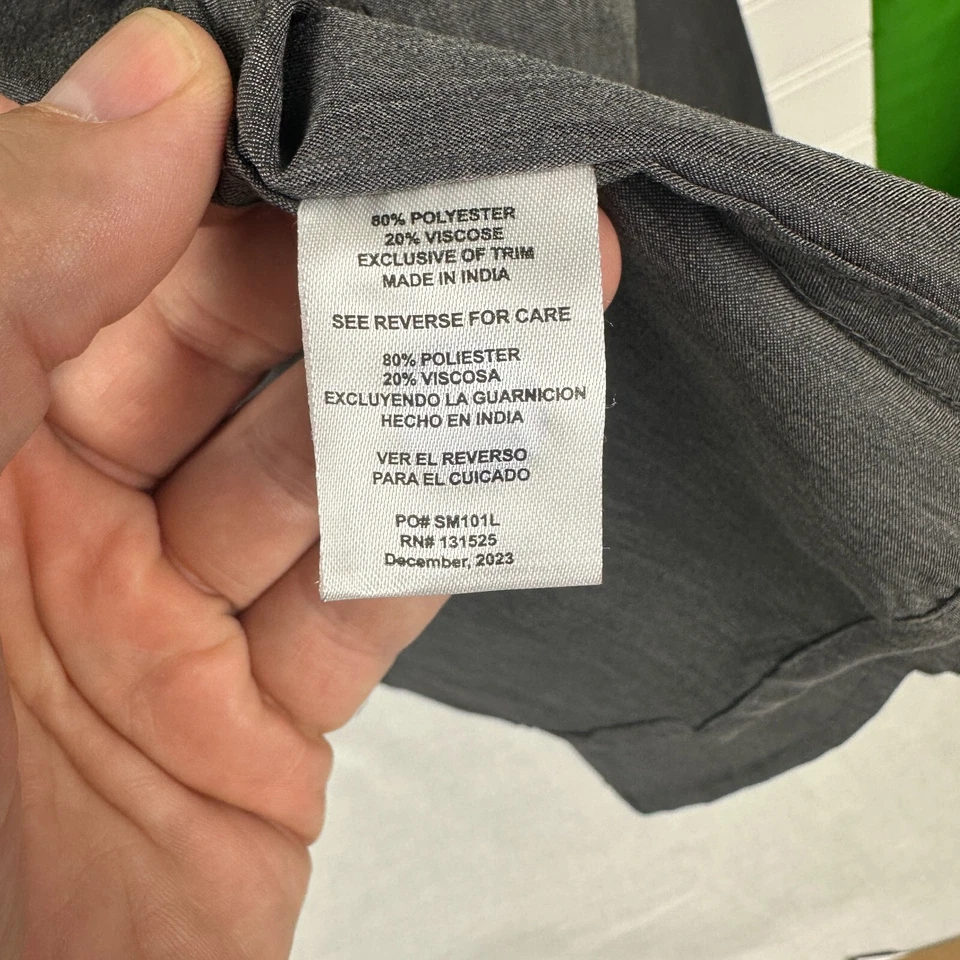 80% POLYESTER
20% VISCOSE
EXCLUSIVE OF TRIM
MADE IN INDIA
SEE REVERSE FOR CARE
80% POLIESTER
20% VISCOSA
EXCLUYENDO LA GUARNICION
HECHO EN INDIA
VER EL REVERSO
PARA EL CUICADO
PO# SM101L
RN# 131525
December, 2023